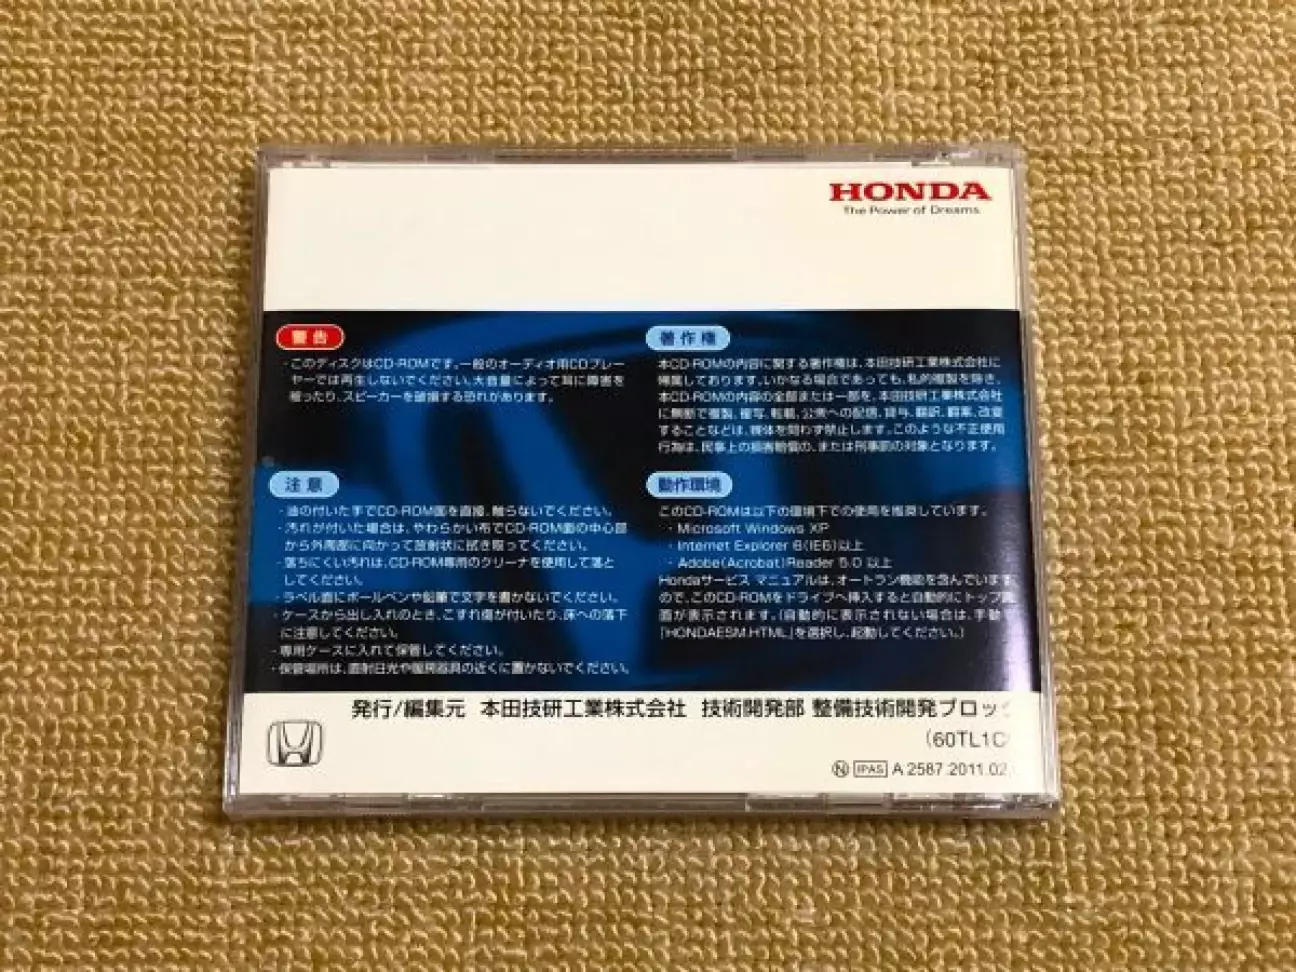 HONDA
The Power of Dreams
警告
・このディスクはCD-ROMです。一般のオーディオ用CDプレー
ヤーでは再生しないでください。大音量によって耳に障害を
被ったり、スピーカーを破損する恐れがあります。
注意
・油の付いた手でCD-ROM面を直接、触らないでください。
・汚れが付いた場合は、やわらかい布でCD-ROM面の中心部
から外周部に向かって放射状に拭き取ってください。
・落ちにくい汚れは、CD-ROM専用のクリーナを使用して落と
してください。
・ラベル面にボールペンや鉛筆で文字を書かないでください。
・ケースから出し入れのとき、こすれ傷が付いたり、床への落下
に注意してください。
・専用ケースに入れて保管してください。
・保管場所は、直射日光や暖房器具の近くに置かないでください。
著作権
本CD-ROMの内容に関する著作権は、本田技研工業株式会社に
帰属しております。いかなる場合であっても、私的複製を除き、
本CD-ROMの内容の全部または一部を、本田技研工業株式会社
に無断で複製、複写、転載、公衆への配信、貸与、翻訳、翻案、改変
することなどは、媒体を問わず禁止します。このような不正使用
行為は、民事上の損害賠償の、または刑事罰の対象となります。
動作環境
このCD-ROMは以下の環境下での使用を推奨しています。
・Microsoft Windows XP
・Internet Explorer 6(IE6)以上
・Adobe(Acrobat)Reader 5.0 以上
Hondaサービス マニュアルは、オートラン機能を含んでいます
ので、このCD-ROMをドライブへ挿入すると自動的にトップ画
面が表示されます。(自動的に表示されない場合は、手動
「HONDAESM.HTML」を選択し、起動してください。)
発行/編集元 本田技研工業株式会社 技術開発部 整備技術開発ブロック
(60TL1C
N IPAS A 2587.2011.02.